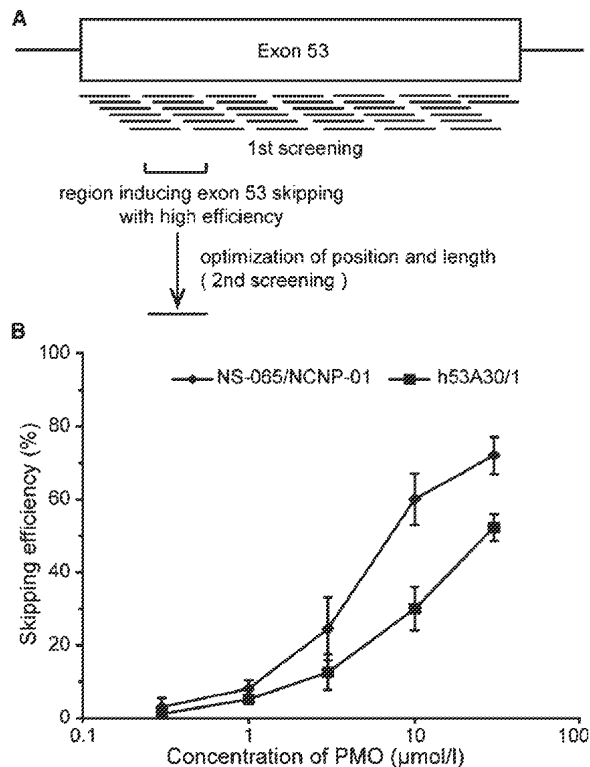 A
Exon 53
1st screening
region inducing exon 53 skipping
with high efficiency
optimization of position and length
( 2nd screening )
B
100
80
60
40
20
0
Skipping efficiency (%)
NS-065/NCNP-01
h53A30/1
0.1
1
10
100
Concentration of PMO (µmol/l)